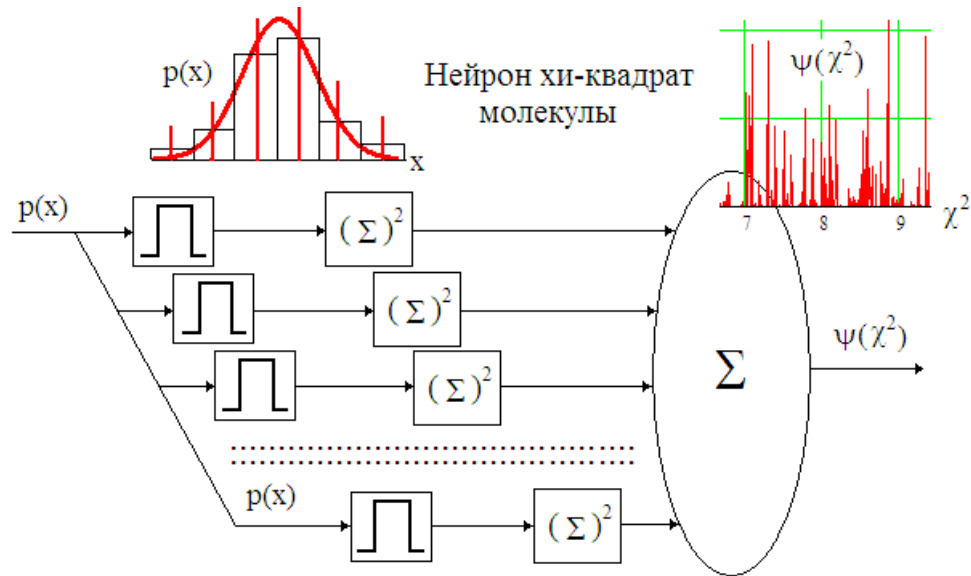 p(x)
x
Нейрон хи-квадрат
молекулы
ψ(χ²)
7 8 9
χ²
p(x)
(Σ)²
(Σ)²
(Σ)²
Σ
ψ(χ²)
p(x)
(Σ)²